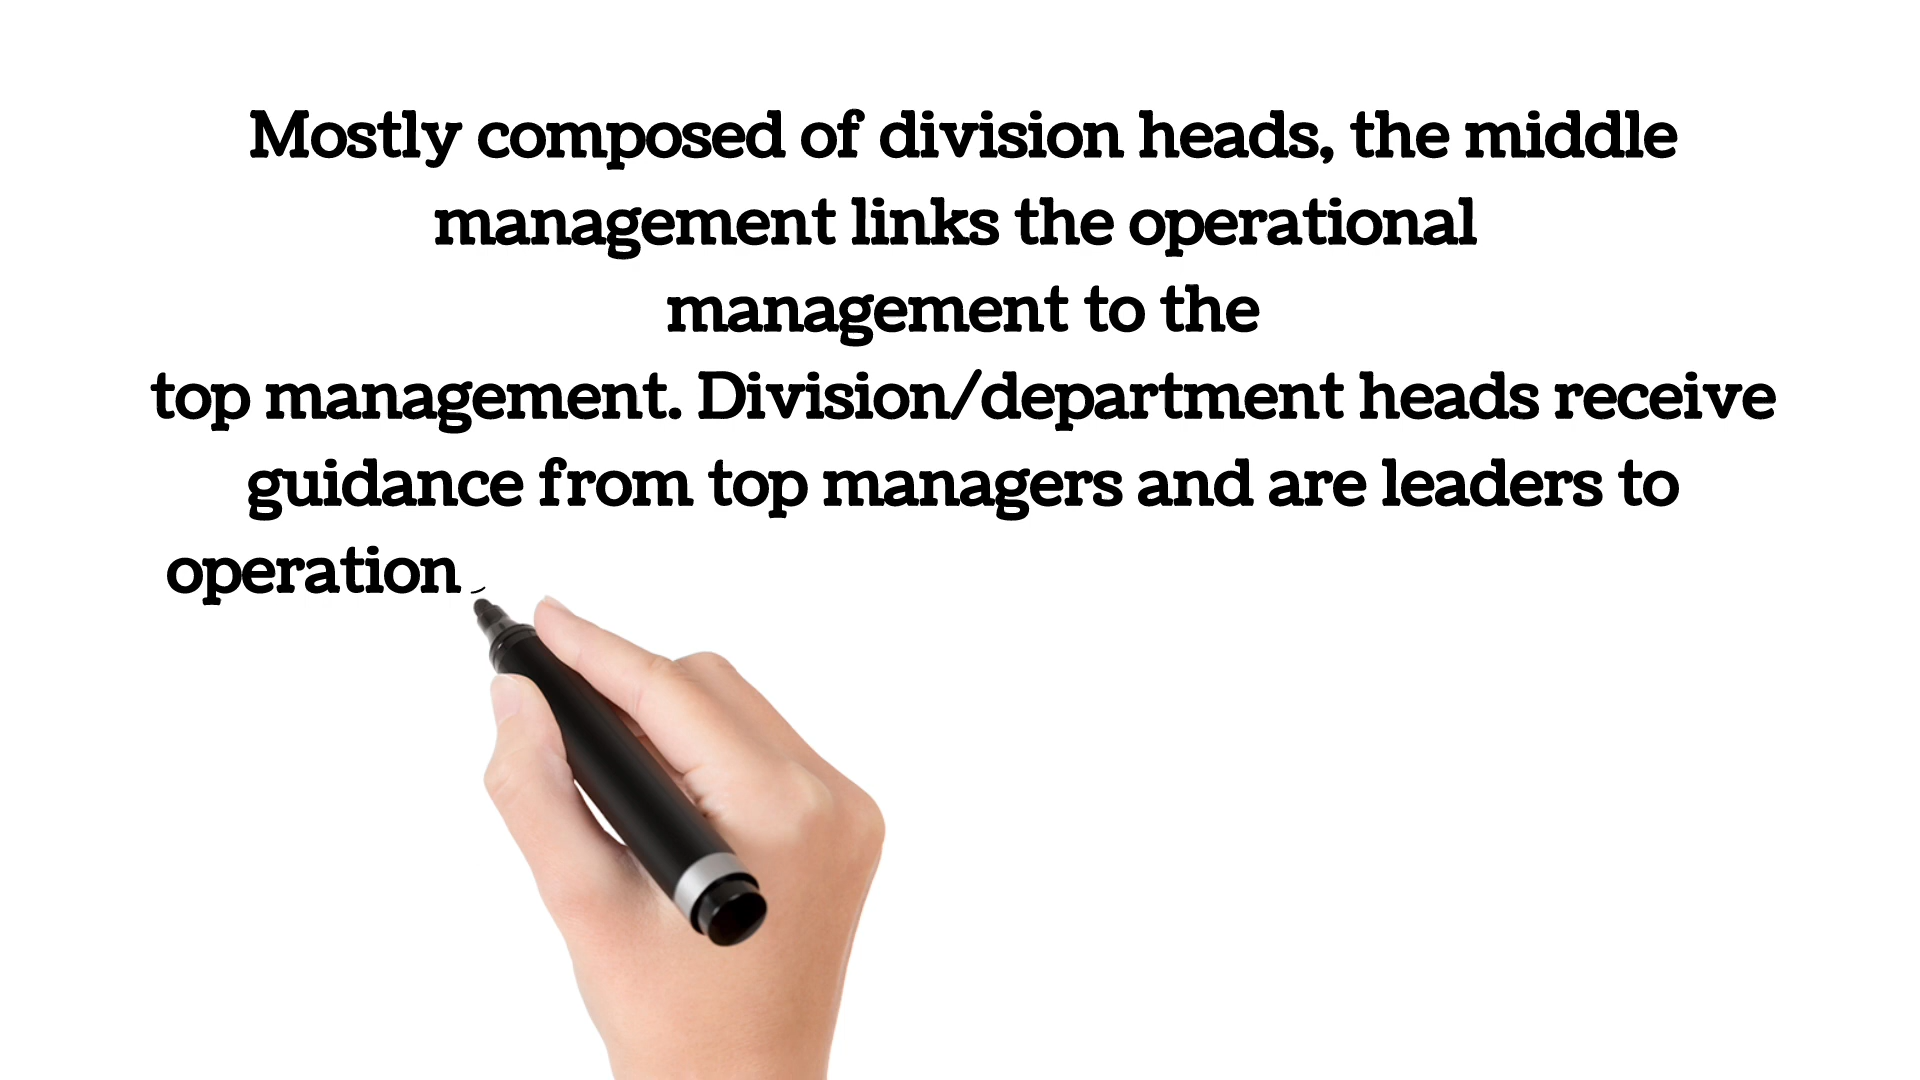 Mostly composed of division heads, the middle
management links the operational
management to the
top management. Division/department heads receive
guidance from top managers and are leaders to
operation